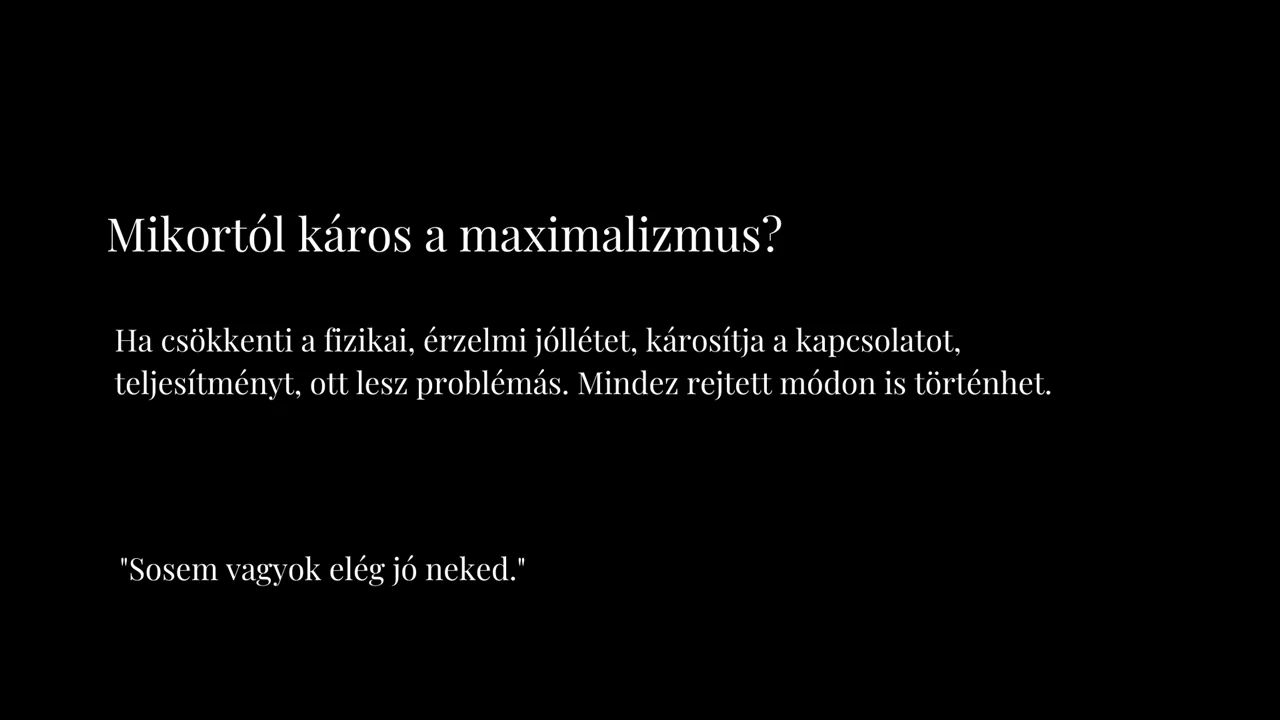 Mikortól káros a maximalizmus?
Ha csökkenti a fizikai, érzelmi jóllétet, károsítja a kapcsolatot,
teljesítményt, ott lesz problémás. Mindez rejtett módon is történhet.
"Sosem vagyok elég jó neked."